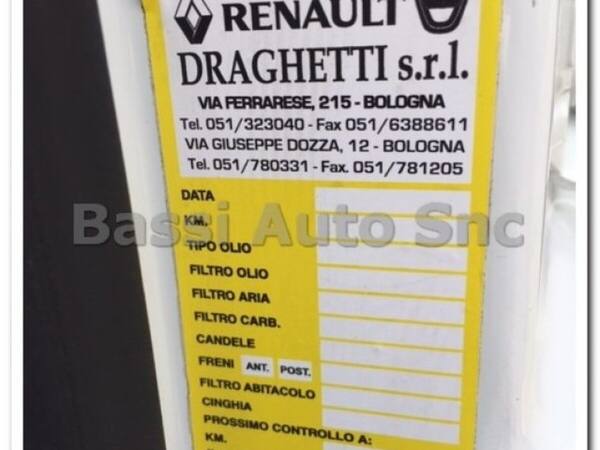 RENAULT
DRAGHETTI s.r.l.
VIA FERRARESE, 215 - BOLOGNA
Tel. 051/323040 - Fax 051/6388611
VIA GIUSEPPE DOZZA, 12 - BOLOGNA
Tel. 051/780331 - Fax. 051/781205
DATA
KM.
Bassi Auto Snc
TIPO OLIO
FILTRO OLIO
FILTRO ARIA
FILTRO CARB.
CANDELE
FRENI ANT. POST.
FILTRO ABITACOLO
CINGHIA
PROSSIMO CONTROLLO A:
KM.